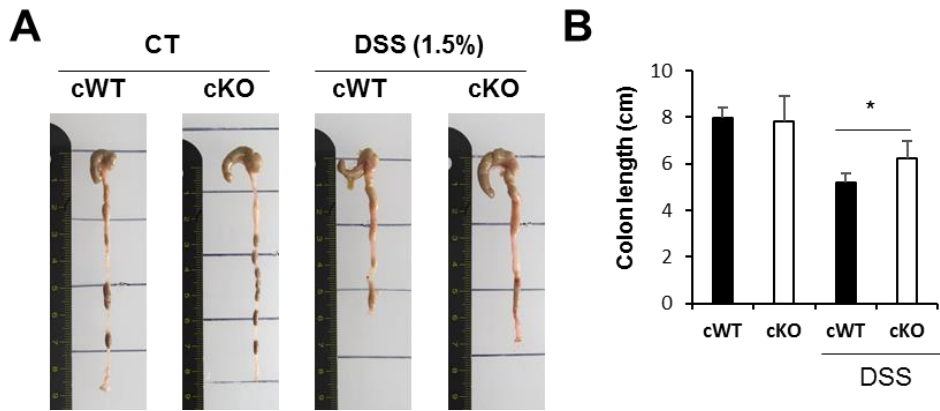 A
CT
DSS (1.5%)
cWT
cKO
cWT
cKO
B
Colon length (cm)
10
8
6
4
2
0
*
cWT
cKO
cWT
cKO
DSS